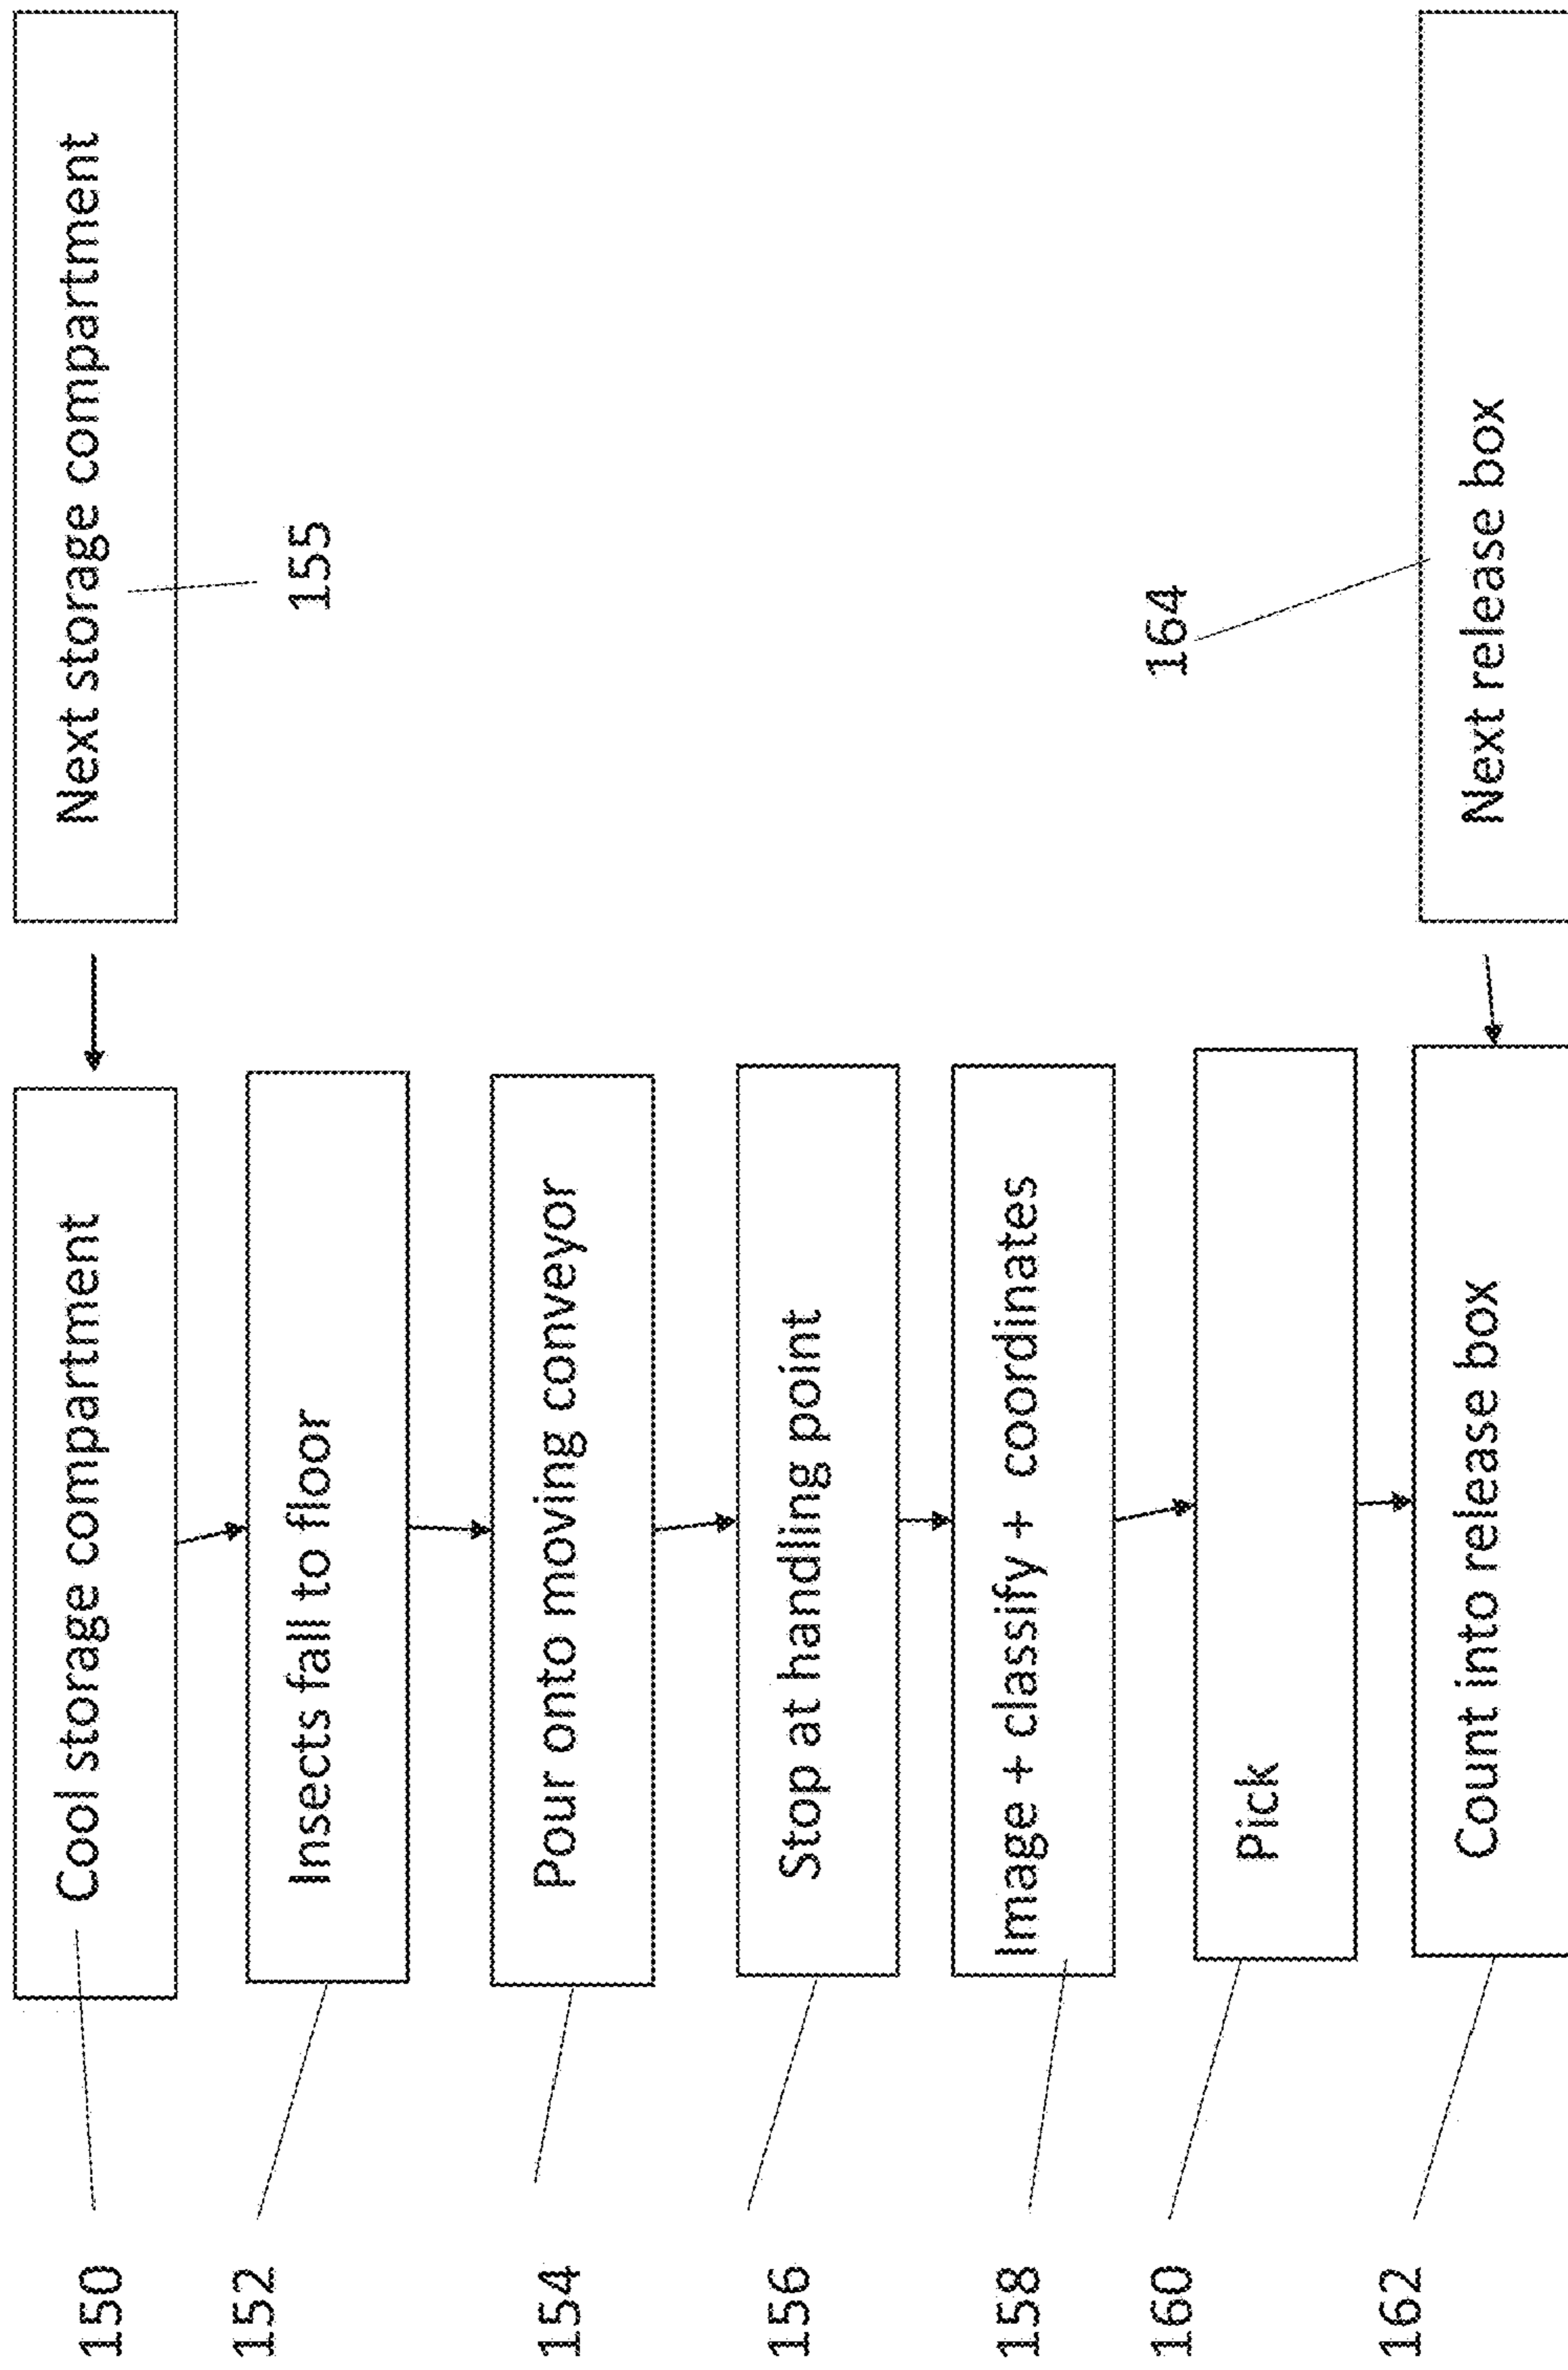 150
Cool storage compartment
Next storage compartment
155
152
Insects fall to floor
154
Pour onto moving conveyor
156
Stop at handling point
158
Image + classify + coordinates
160
Pick
164
162
Count into release box
Next release box